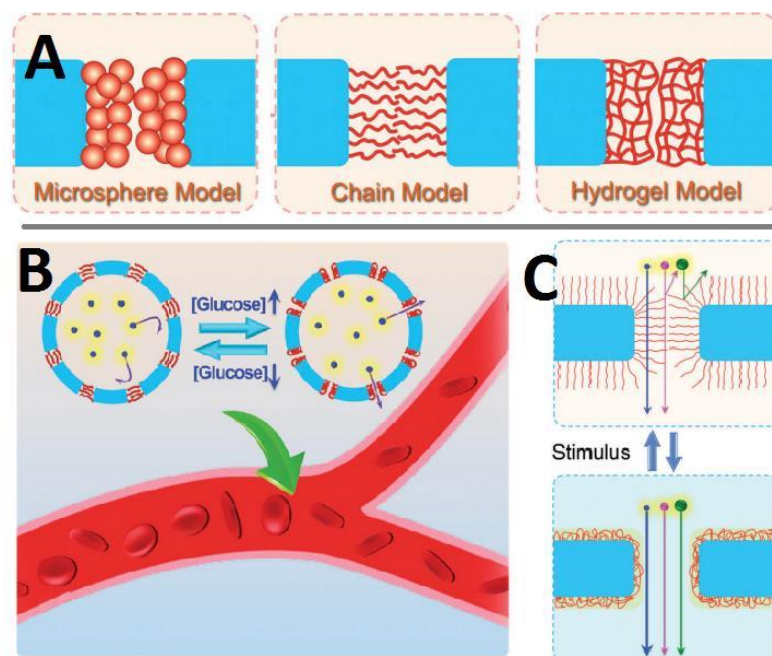 A
Microsphere Model
Chain Model
Hydrogel Model
B
[Glucose]↑
[Glucose]↓
C
Stimulus